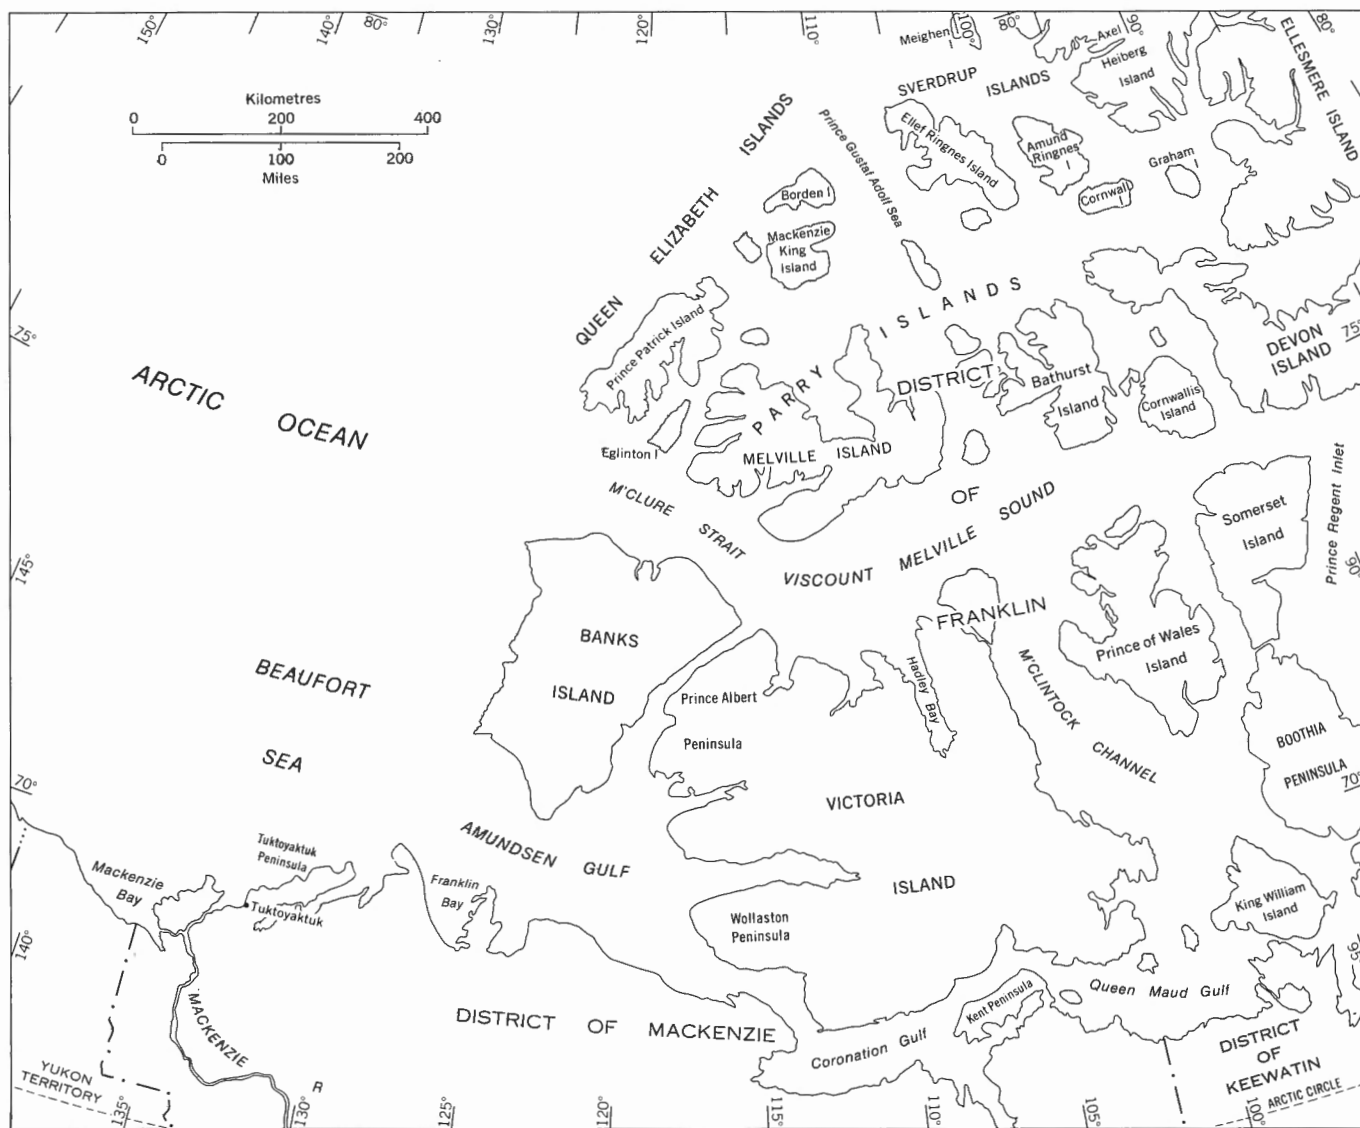 150°
140°
80°
130°
120°
110°
100°
80°
90°
80°
Meighen I
Axel
Heiberg
Island
ELLESMERE ISLAND
SVERDRUP ISLANDS
Kilometres
0 200 400
0 100 200
Miles
QUEEN ELIZABETH ISLANDS
Prince Gustaf Adolf Sea
Ellef Ringnes Island
Amund
Ringnes
I
Graham
I
Cornwall
I
Borden I
Mackenzie
King
Island
PARRY ISLANDS
Prince Patrick Island
75°
75°
DEVON
ISLAND
ARCTIC OCEAN
DISTRICT
Bathurst
Island
Cornwallis
Island
Eglinton I
MELVILLE ISLAND
M'CLURE STRAIT
OF
VISCOUNT MELVILLE SOUND
Somerset
Island
Prince Regent Inlet
145°
90°
FRANKLIN
BANKS
ISLAND
Prince of Wales
Island
BEAUFORT
SEA
Prince Albert
Peninsula
Hadley Bay
M'CLINTOCK CHANNEL
BOOTHIA
PENINSULA
70°
70°
VICTORIA
ISLAND
AMUNDSEN GULF
Tuktoyaktuk
Peninsula
Mackenzie
Bay
Tuktoyaktuk
Franklin
Bay
Wollaston
Peninsula
King William
Island
140°
95°
Queen Maud Gulf
Kent Peninsula
MACKENZIE
R
DISTRICT OF MACKENZIE
Coronation Gulf
DISTRICT
OF
KEEWATIN
YUKON
TERRITORY
ARCTIC CIRCLE
135°
130°
125°
120°
115°
110°
105°
100°